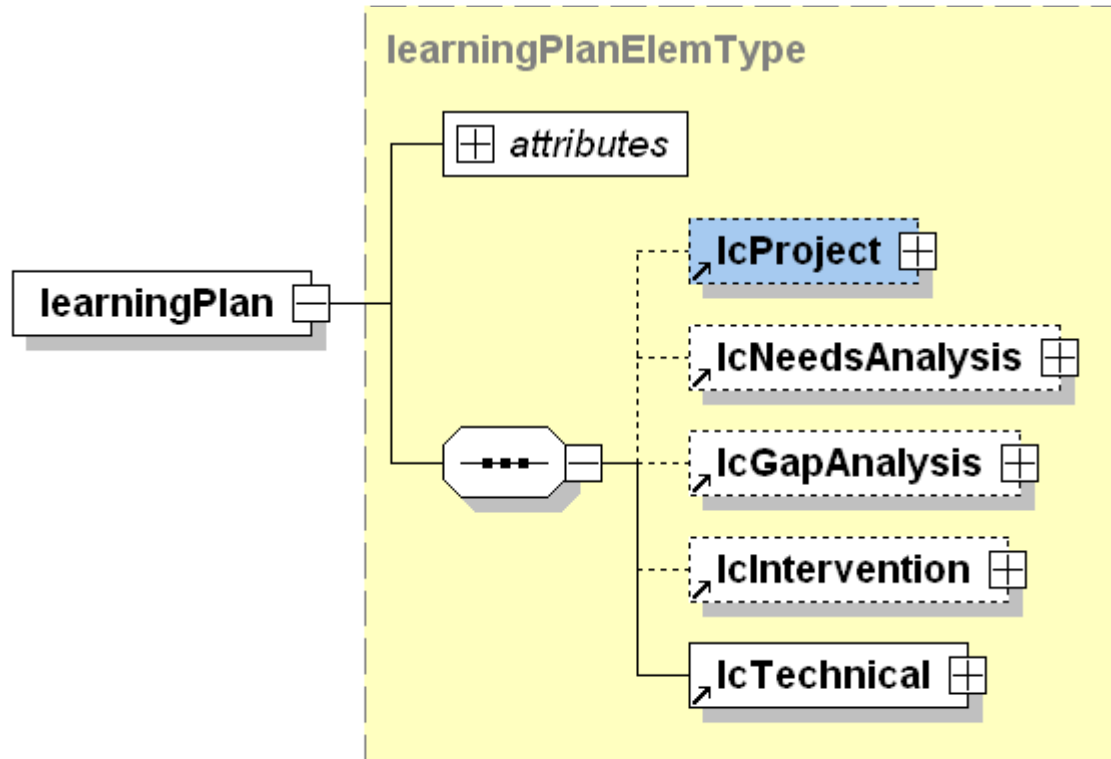 learningPlanElemType
attributes
lcProject
learningPlan
lcNeedsAnalysis
lcGapAnalysis
lcIntervention
lcTechnical